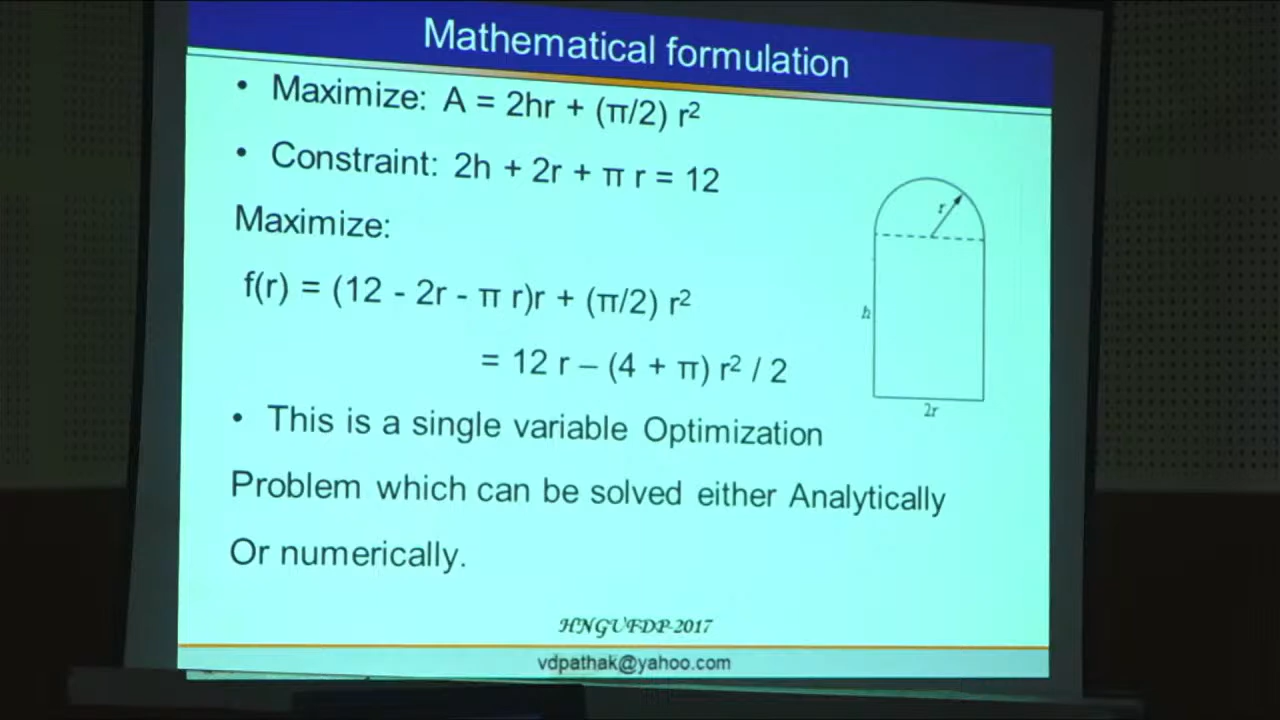 Mathematical formulation
• Maximize: A = 2hr + (π/2) r²
• Constraint: 2h + 2r + π r = 12
Maximize:
f(r) = (12 - 2r - π r)r + (π/2) r²
= 12 r – (4 + π) r² / 2
r
h
2r
• This is a single variable Optimization
Problem which can be solved either Analytically
Or numerically.
HNGUFDP-2017
vdpathak@yahoo.com